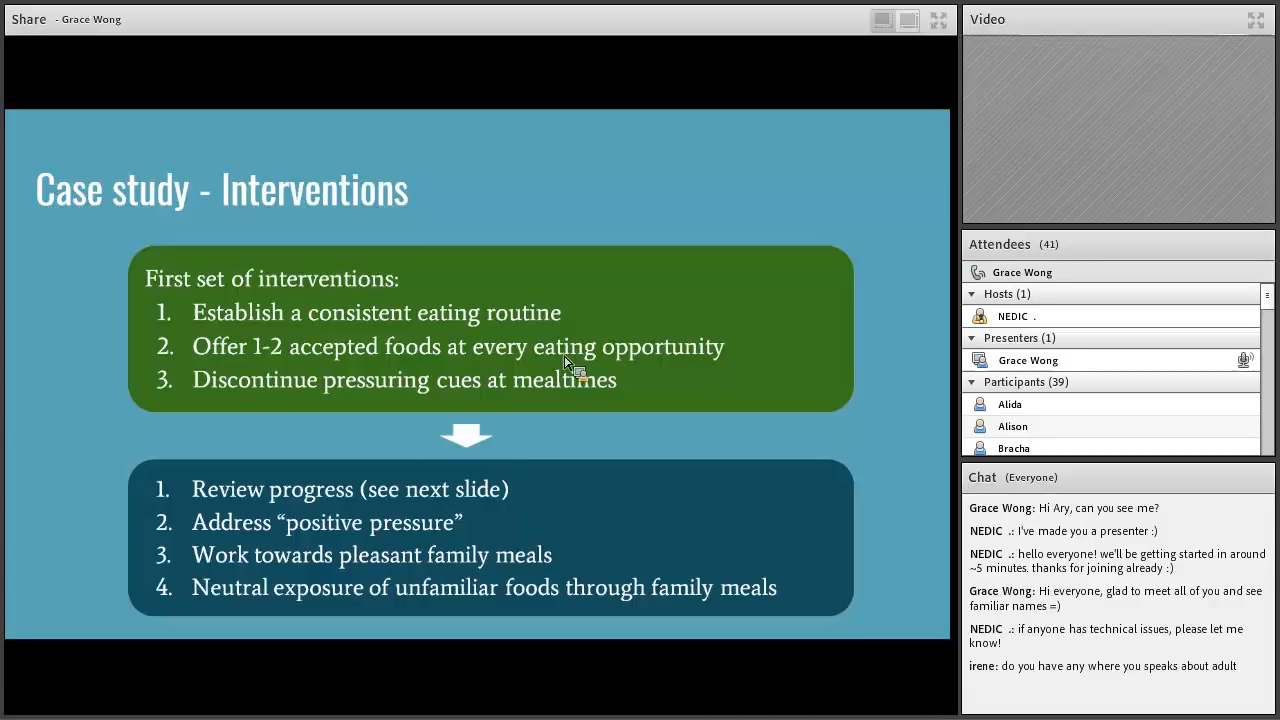 Share - Grace Wong
Case study - Interventions
First set of interventions:
1. Establish a consistent eating routine
2. Offer 1-2 accepted foods at every eating opportunity
3. Discontinue pressuring cues at mealtimes
1. Review progress (see next slide)
2. Address “positive pressure”
3. Work towards pleasant family meals
4. Neutral exposure of unfamiliar foods through family meals
Video
Attendees (41)
Grace Wong
Hosts (1)
NEDIC .
Presenters (1)
Grace Wong
Participants (39)
Alida
Alison
Bracha
Chat (Everyone)
Grace Wong: Hi Ary, can you see me?
NEDIC .: I've made you a presenter :)
NEDIC .: hello everyone! we'll be getting started in around
~5 minutes. thanks for joining already :)
Grace Wong: Hi everyone, glad to meet all of you and see
familiar names =)
NEDIC .: if anyone has technical issues, please let me
know!
irene: do you have any where you speaks about adult